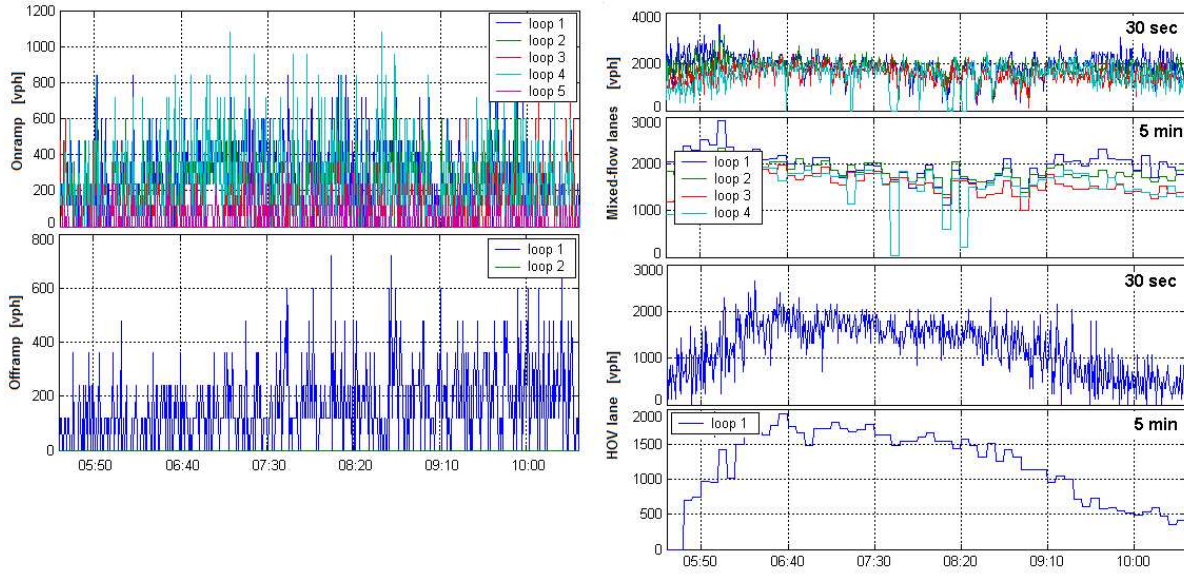 Onramp [vph]
1200
1000
800
600
400
200
0
loop 1
loop 2
loop 3
loop 4
loop 5
Offramp [vph]
800
600
400
200
0
loop 1
loop 2
05:50 06:40 07:30 08:20 09:10 10:00
Mixed-flow lanes [vph]
4000
2000
0
30 sec
3000
2000
1000
0
5 min
loop 1
loop 2
loop 3
loop 4
HOV lane [vph]
3000
2000
1000
0
30 sec
2000
1500
1000
500
0
loop 1
5 min
05:50 06:40 07:30 08:20 09:10 10:00